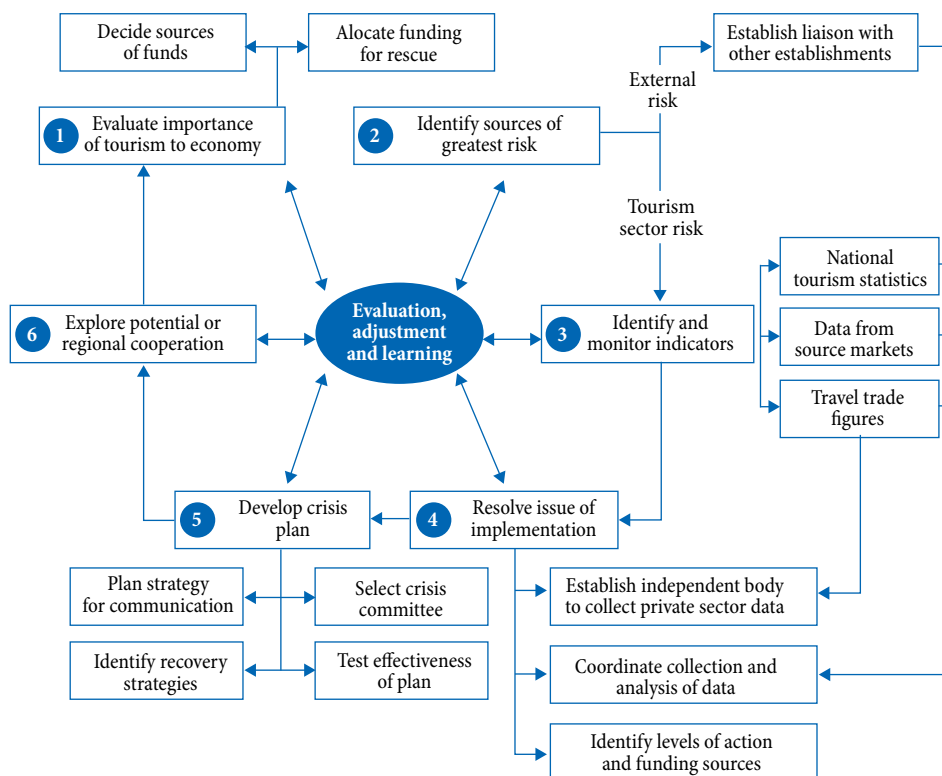 Decide sources
of funds
Alocate funding
for rescue
Establish liaison with
other establishments
External
risk
1
Evaluate importance
of tourism to economy
2
Identify sources of
greatest risk
Tourism
sector risk
National
tourism statistics
Evaluation,
adjustment
and learning
6
Explore potential or
regional cooperation
3
Identify and
monitor indicators
Data from
source markets
Travel trade
figures
5
Develop crisis
plan
4
Resolve issue of
implementation
Plan strategy
for communication
Select crisis
committee
Establish independent body
to collect private sector data
Identify recovery
strategies
Test effectiveness
of plan
Coordinate collection and
analysis of data
Identify levels of action
and funding sources